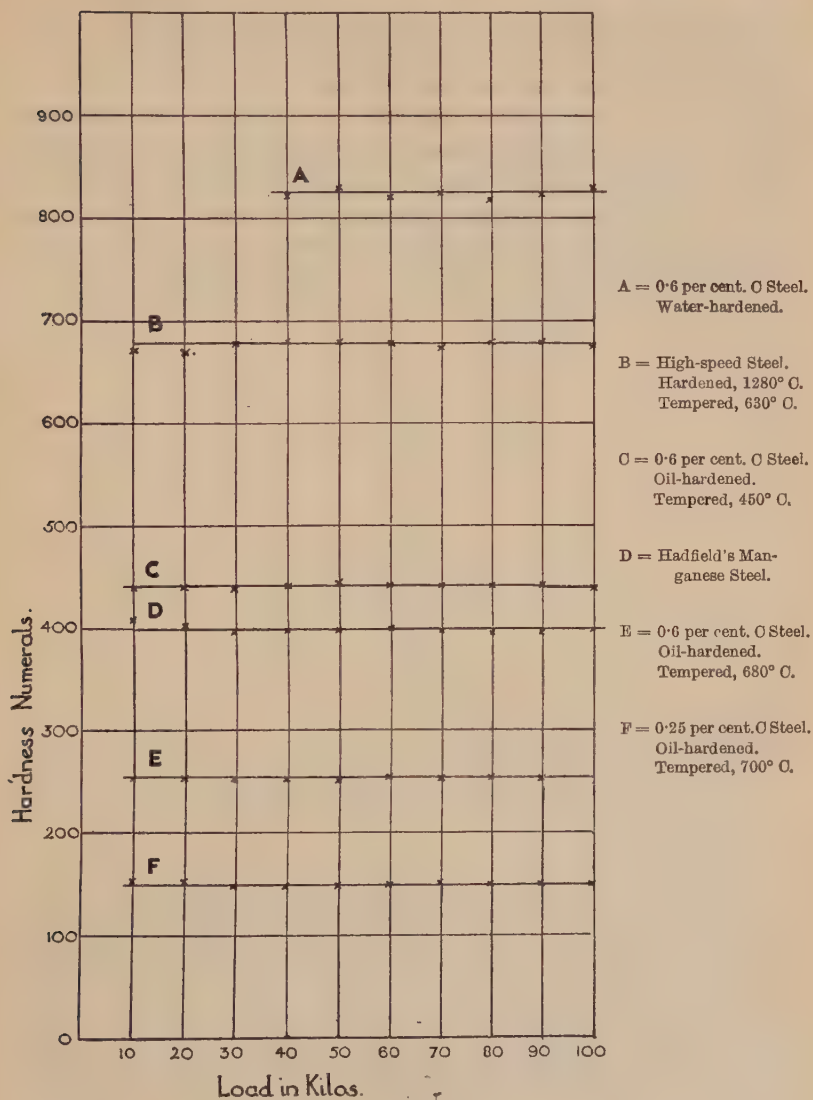 900
800
700
600
500
400
300
200
100
0
A
B
C
D
E
F
10 20 30 40 50 60 70 80 90 100
Hardness Numerals.
Load in Kilos.
A = 0·6 per cent. C Steel.
Water-hardened.
B = High-speed Steel.
Hardened, 1280° C.
Tempered, 630° C.
C = 0·6 per cent. C Steel.
Oil-hardened.
Tempered, 450° C.
D = Hadfield's Man-
ganese Steel.
E = 0·6 per cent. C Steel.
Oil-hardened.
Tempered, 680° C.
F = 0·25 per cent. C Steel.
Oil-hardened.
Tempered, 700° C.